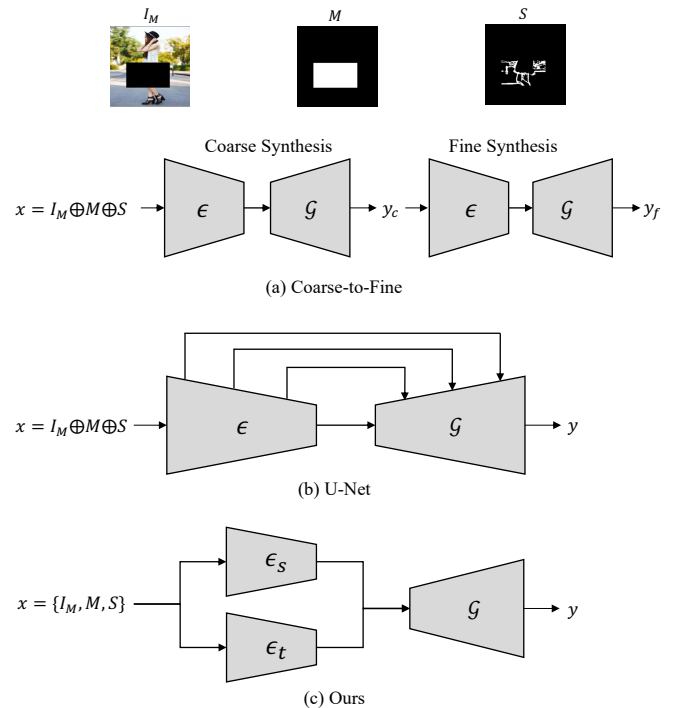 I_M M S
Coarse Synthesis Fine Synthesis
x = I_M⊕M⊕S ϵ 𝒢 y_c ϵ 𝒢 y_f
(a) Coarse-to-Fine
x = I_M⊕M⊕S ϵ 𝒢 y
(b) U-Net
ϵ_s
x = {I_M, M, S} 𝒢 y
ϵ_t
(c) Ours